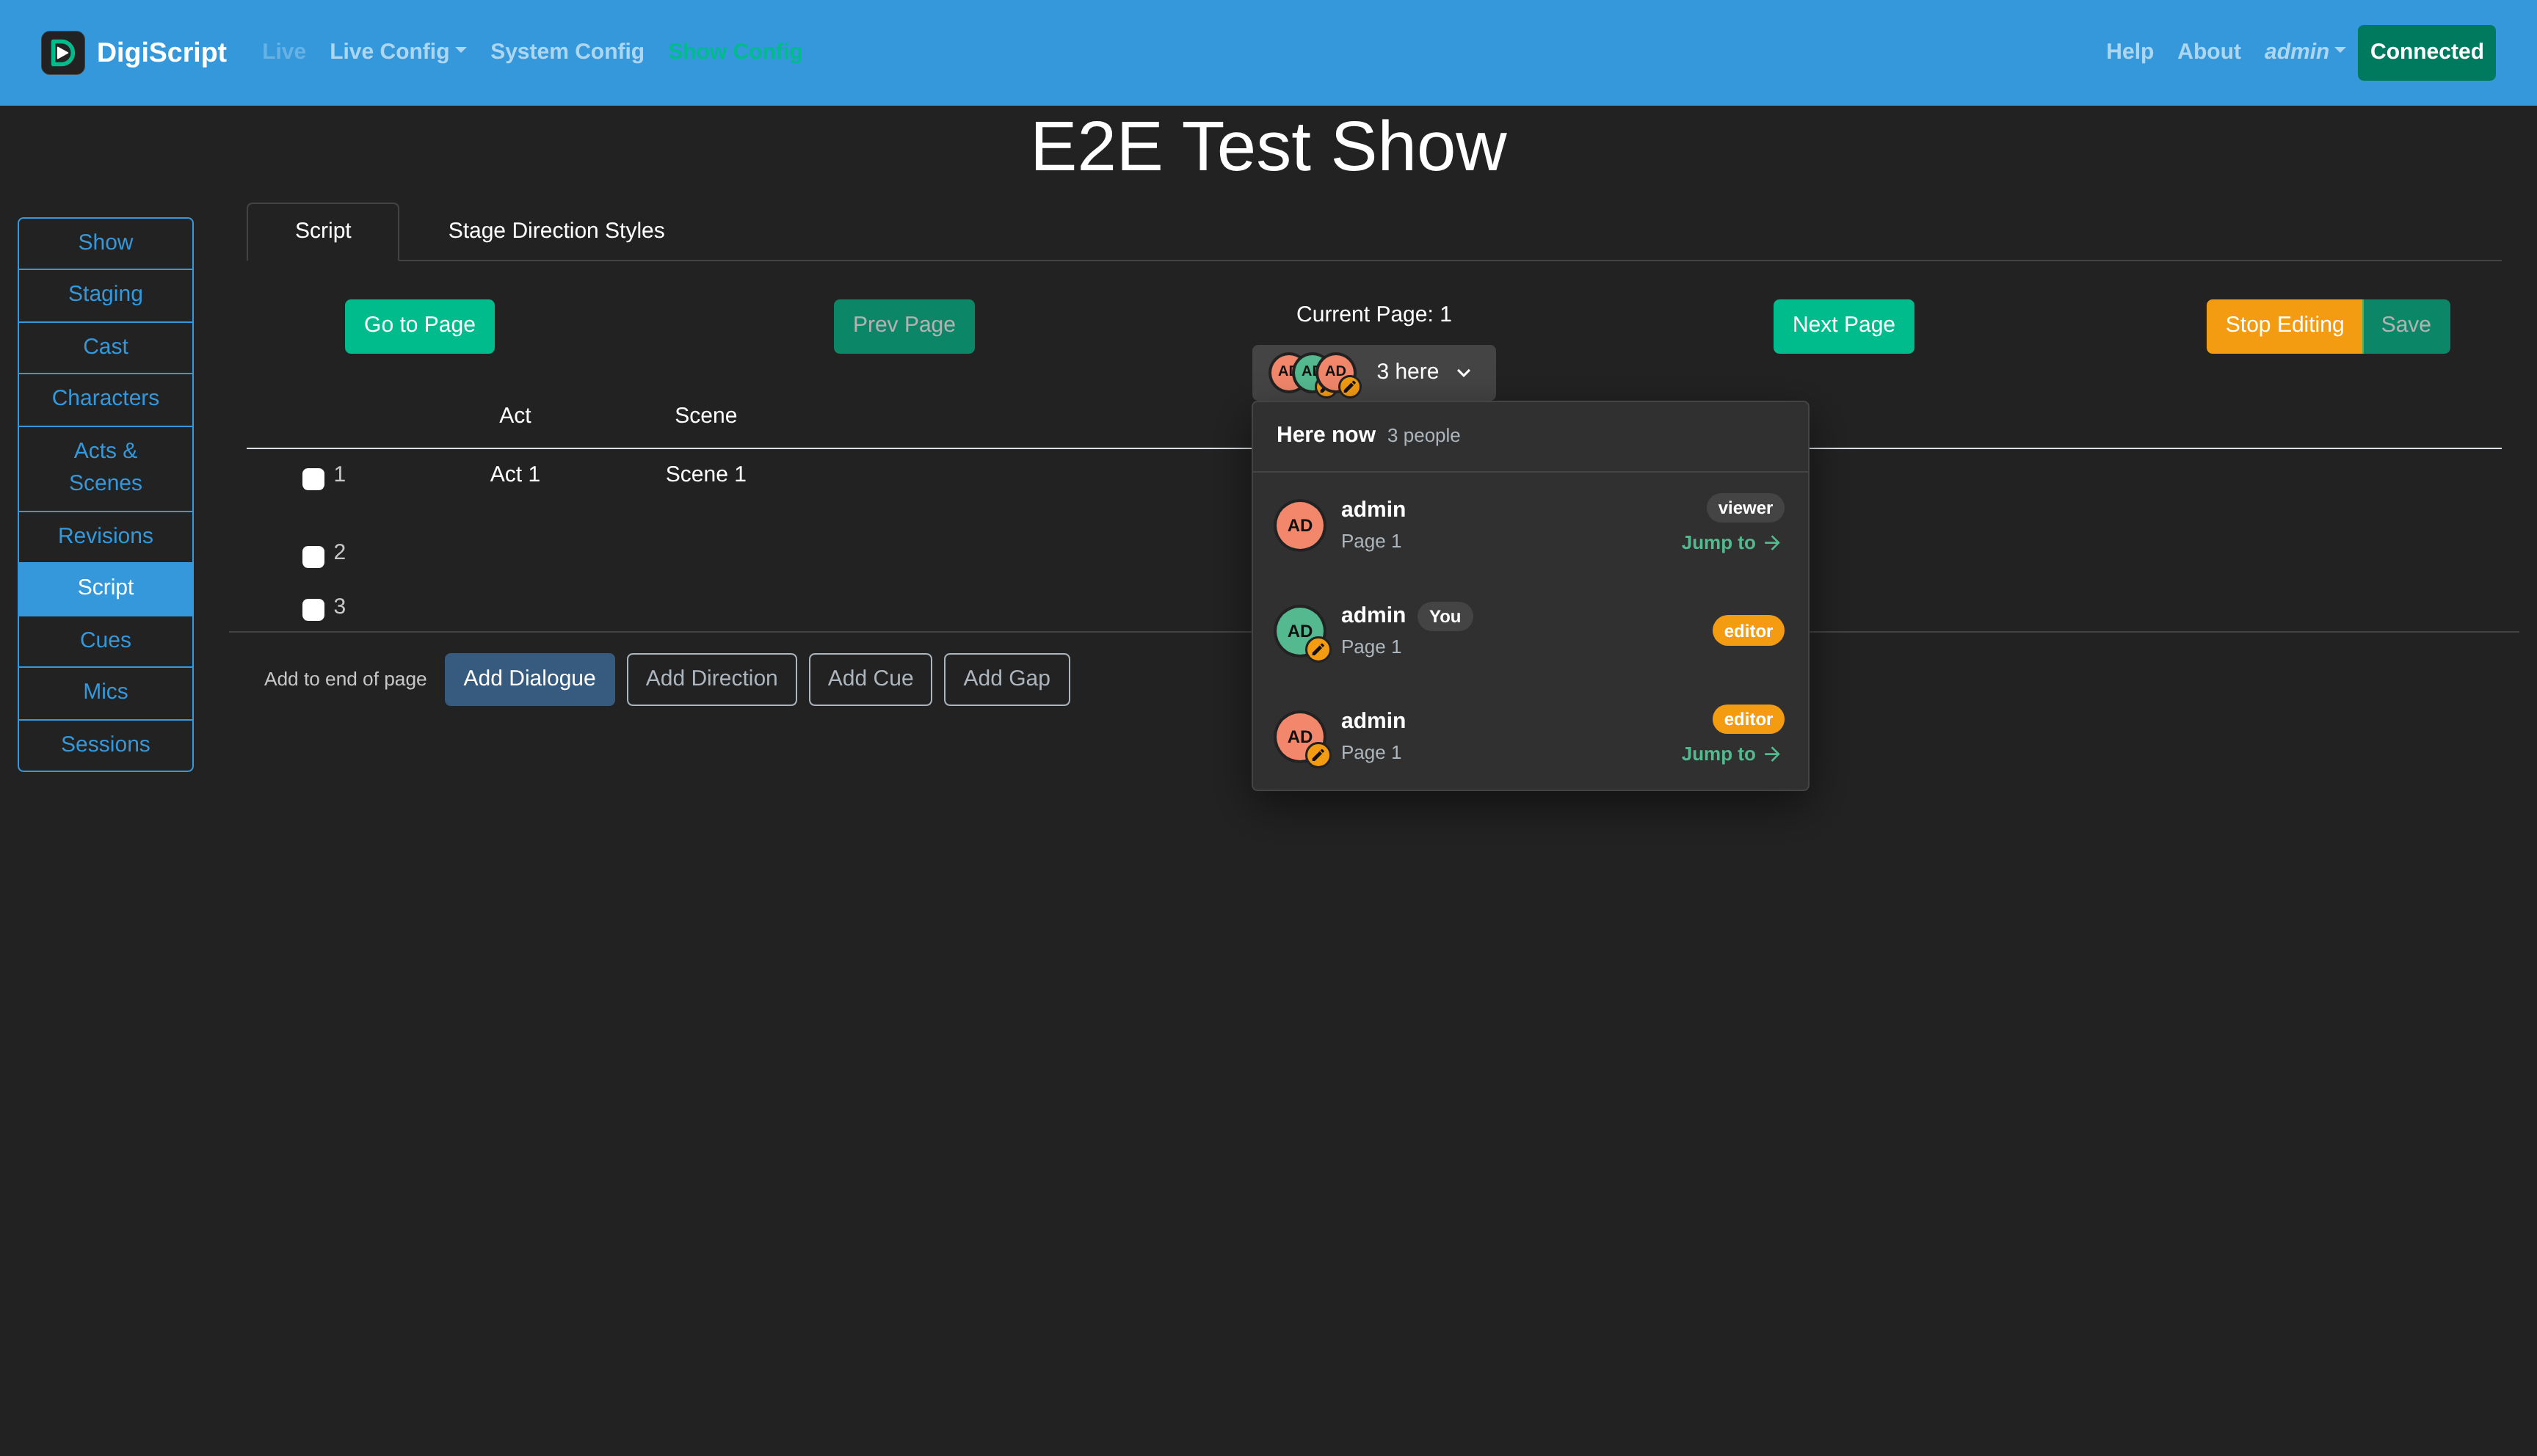 DigiScript Live Live Config System Config Show Config Help About admin Connected
E2E Test Show
Show
Staging
Cast
Characters
Acts &
Scenes
Revisions
Script
Cues
Mics
Sessions
Script Stage Direction Styles
Go to Page Prev Page Current Page: 1 Next Page Stop Editing Save
AD 3 here
Act Scene
1 Act 1 Scene 1
2
3
Add to end of page Add Dialogue Add Direction Add Cue Add Gap
Here now 3 people
AD admin viewer
Page 1 Jump to
AD admin You editor
Page 1
AD admin editor
Page 1 Jump to